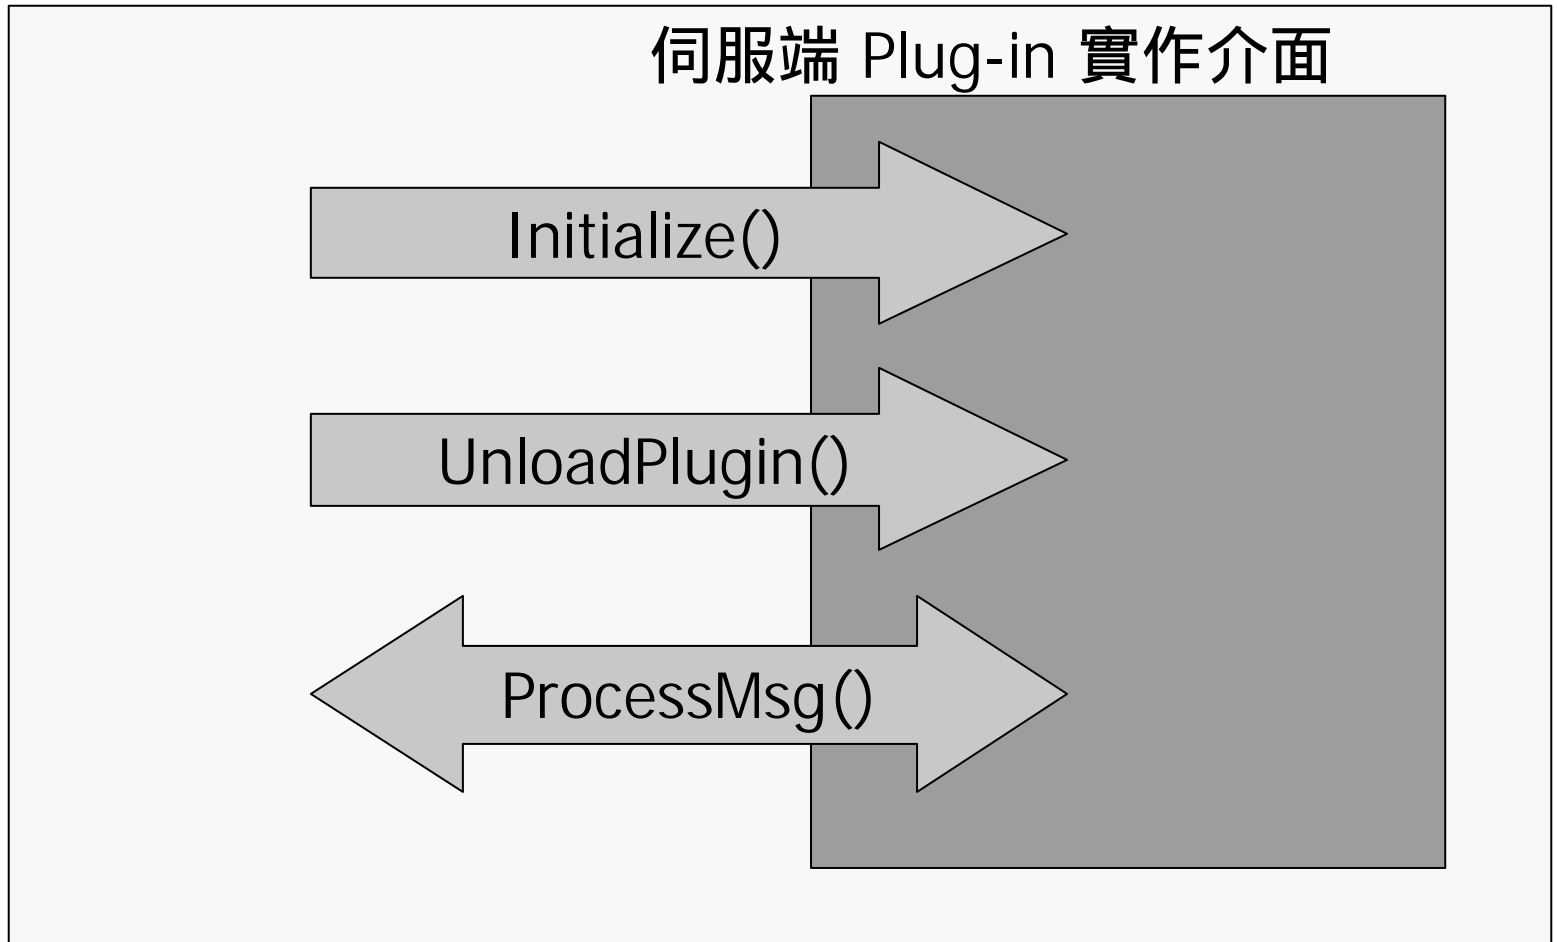 伺服端 Plug-in 實作介面
Initialize()
UnloadPlugin()
ProcessMsg()